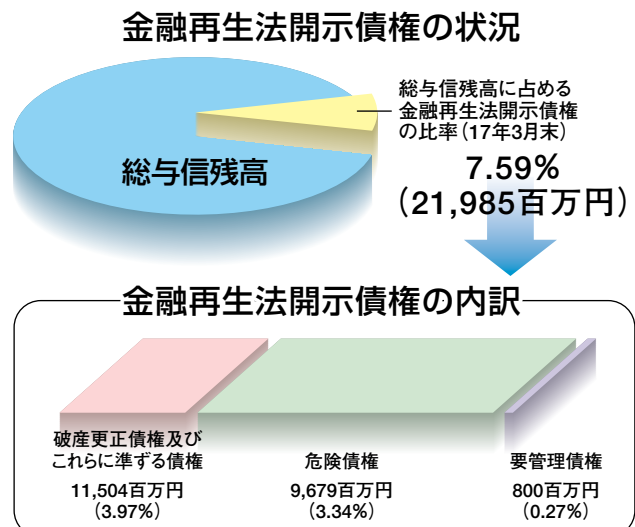 金融再生法開示債権の状況
総与信残高に占める
金融再生法開示債権
の比率(17年3月末)
7.59%
(21,985百万円)
総与信残高
金融再生法開示債権の内訳
破産更正債権及び
これらに準ずる債権
11,504百万円
(3.97%)
危険債権
9,679百万円
(3.34%)
要管理債権
800百万円
(0.27%)